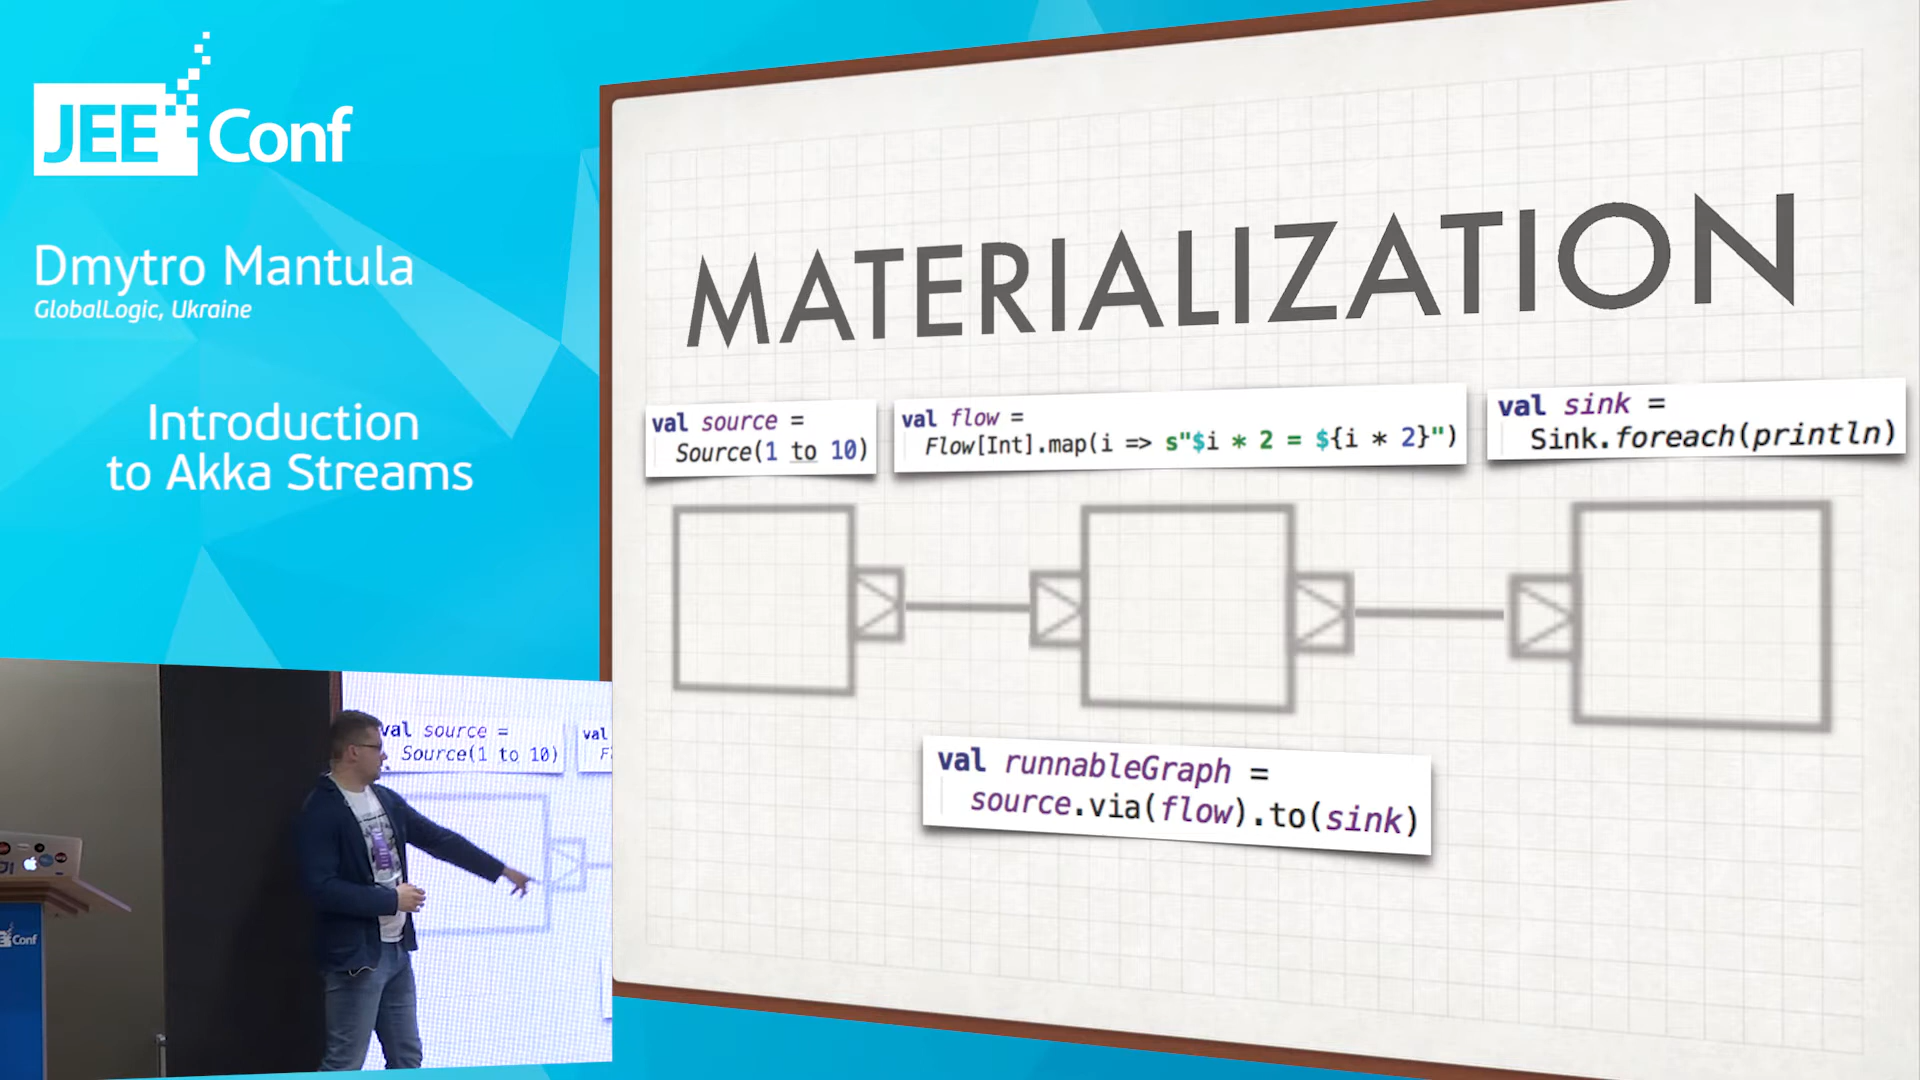 JEE Conf
Dmytro Mantula
GlobalLogic, Ukraine
Introduction
to Akka Streams
MATERIALIZATION
val source =
Source(1 to 10)
val flow =
Flow[Int].map(i => s"$i * 2 = ${i * 2}")
val sink =
Sink.foreach(println)
val runnableGraph =
source.via(flow).to(sink)
val source =
Source(1 to 10)
val
F
Conf